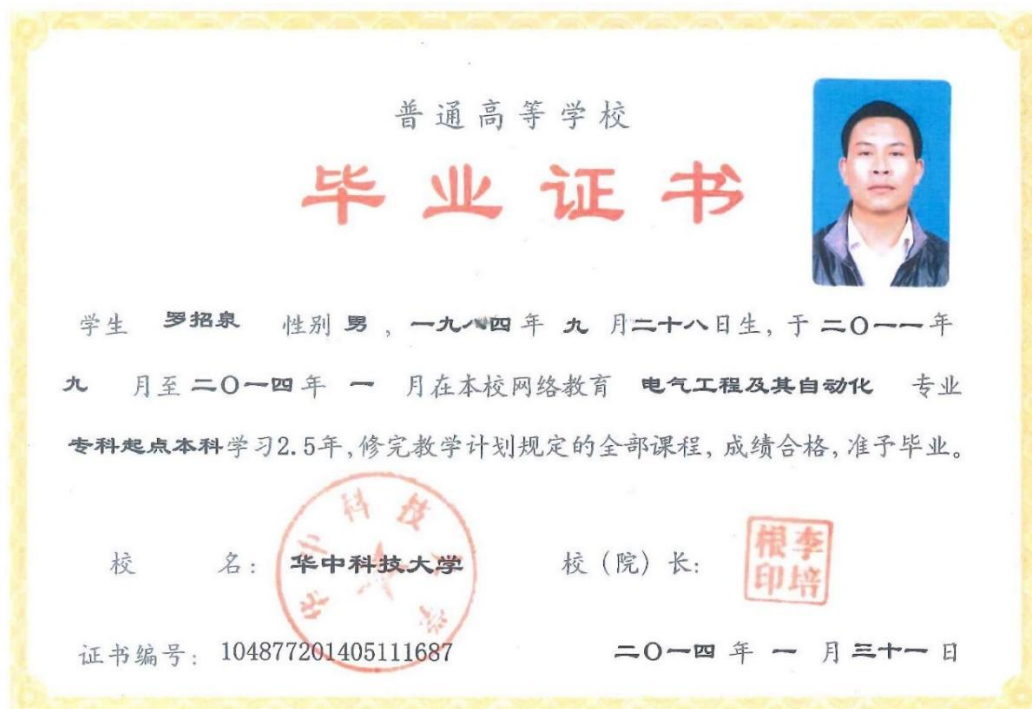 普通高等学校
毕业证书
学生 罗招泉 性别 男 ，一九八四 年 九 月二十八日生，于 二〇一一 年
九 月至 二〇一四 年 一 月在本校网络教育 电气工程及其自动化 专业
专科起点本科学习2.5年，修完教学计划规定的全部课程，成绩合格，准予毕业。
华中科技大学
校 名：华中科技大学 校（院）长：
李培根印
证书编号：104877201405111687 二〇一四 年 一 月 三十一 日